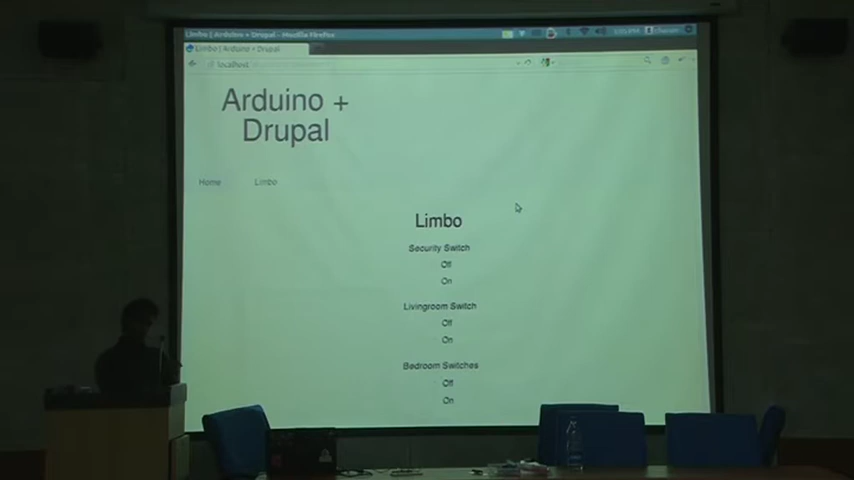 Limbo | Arduino + Drupal - Mozilla Firefox
Limbo | Arduino + Drupal
localhost
Arduino +
Drupal
Home Limbo
Limbo
Security Switch
Off
On
Livingroom Switch
Off
On
Bedroom Switches
Off
On